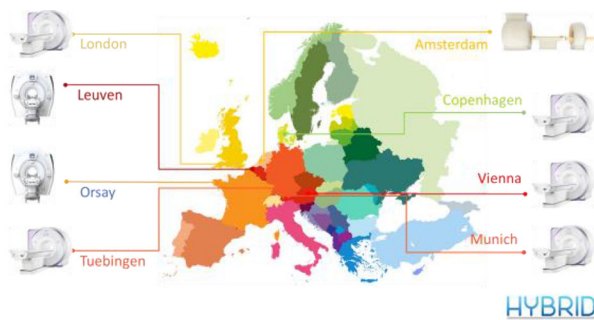 London
Amsterdam
Leuven
Copenhagen
Orsay
Vienna
Tuebingen
Munich
HYBRID